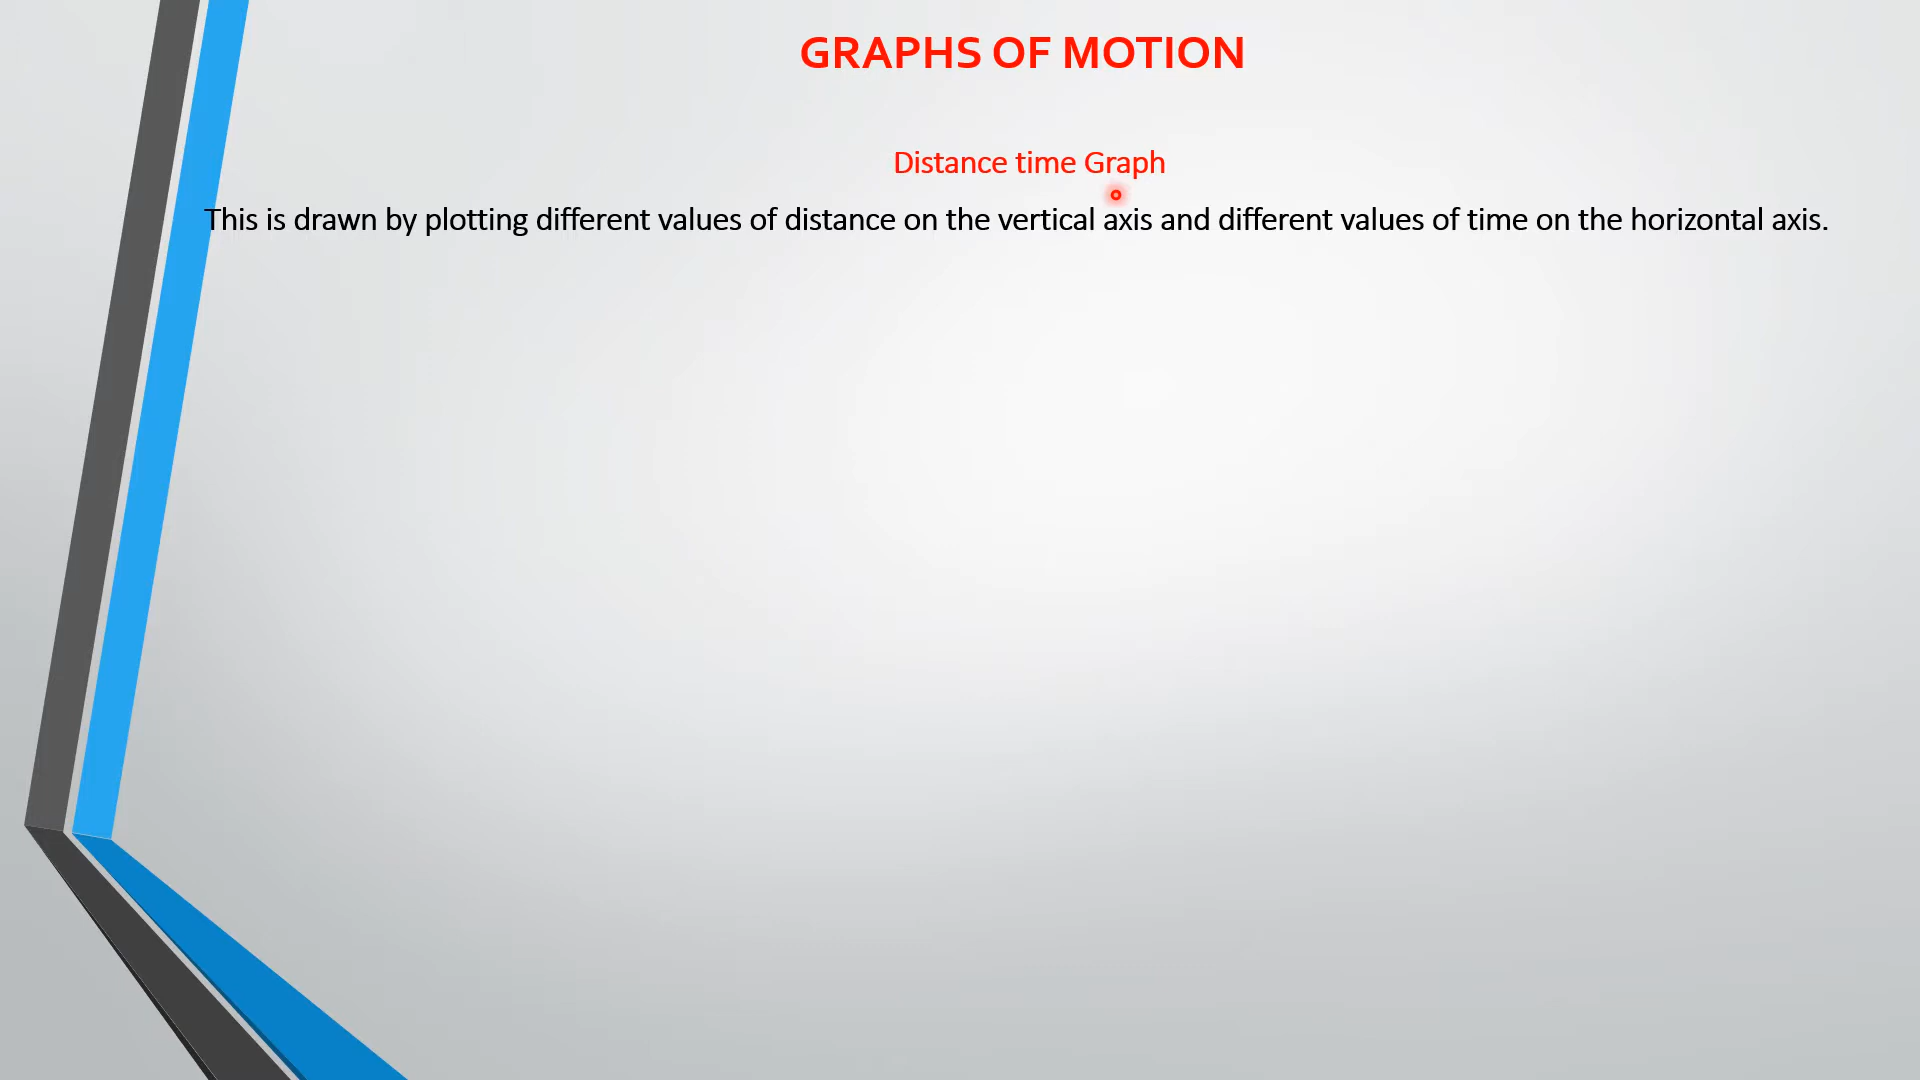 GRAPHS OF MOTION
Distance time Graph
This is drawn by plotting different values of distance on the vertical axis and different values of time on the horizontal axis.